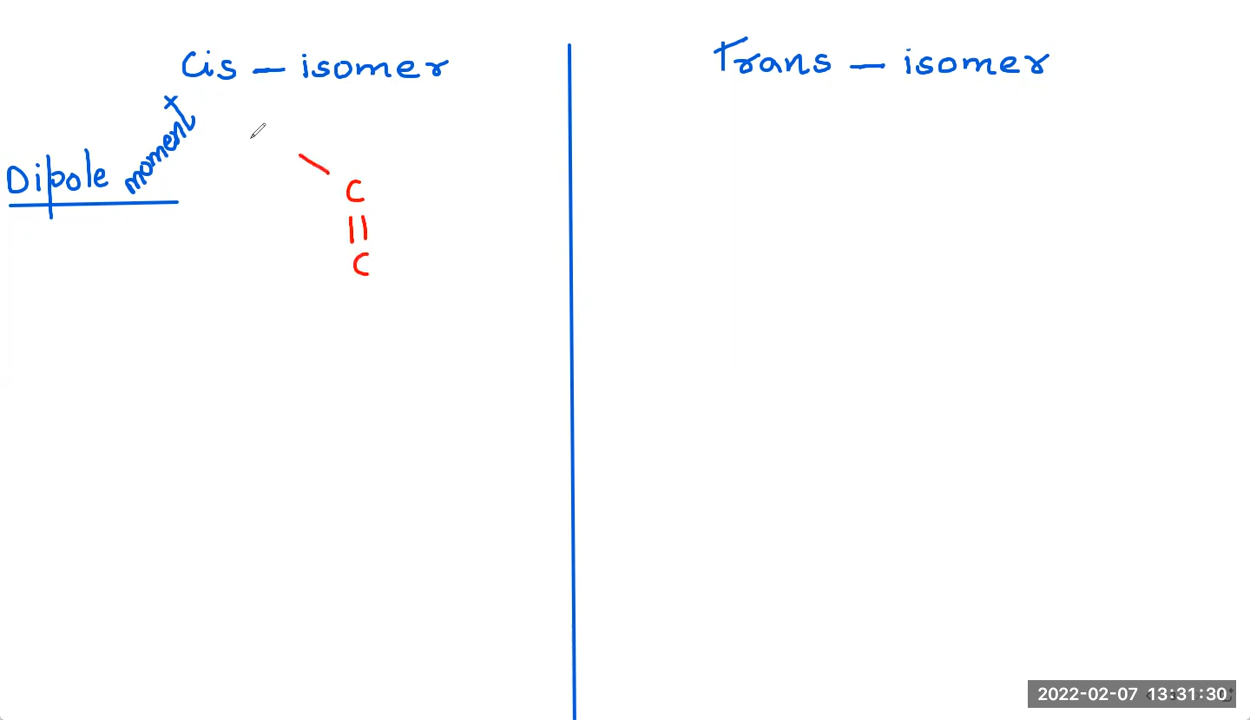 Cis - isomer
Trans - isomer
Dipole moment
C
||
C
2022-02-07 13:31:30